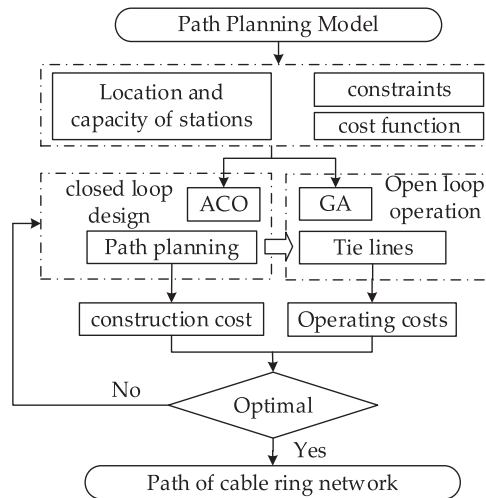 Path Planning Model
Location and
capacity of stations
constraints
cost function
closed loop
design
ACO
Path planning
GA
Open loop
operation
Tie lines
construction cost
Operating costs
No
Optimal
Yes
Path of cable ring network